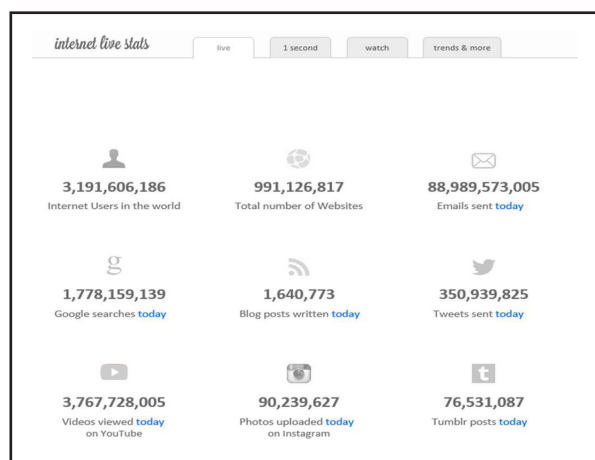 internet live stats
live 1 second watch trends & more
3,191,606,186 991,126,817 88,989,573,005
Internet Users in the world Total number of Websites Emails sent today
g
1,778,159,139 1,640,773 350,939,825
Google searches today Blog posts written today Tweets sent today
t
3,767,728,005 90,239,627 76,531,087
Videos viewed today Photos uploaded today Tumblr posts today
on YouTube on Instagram